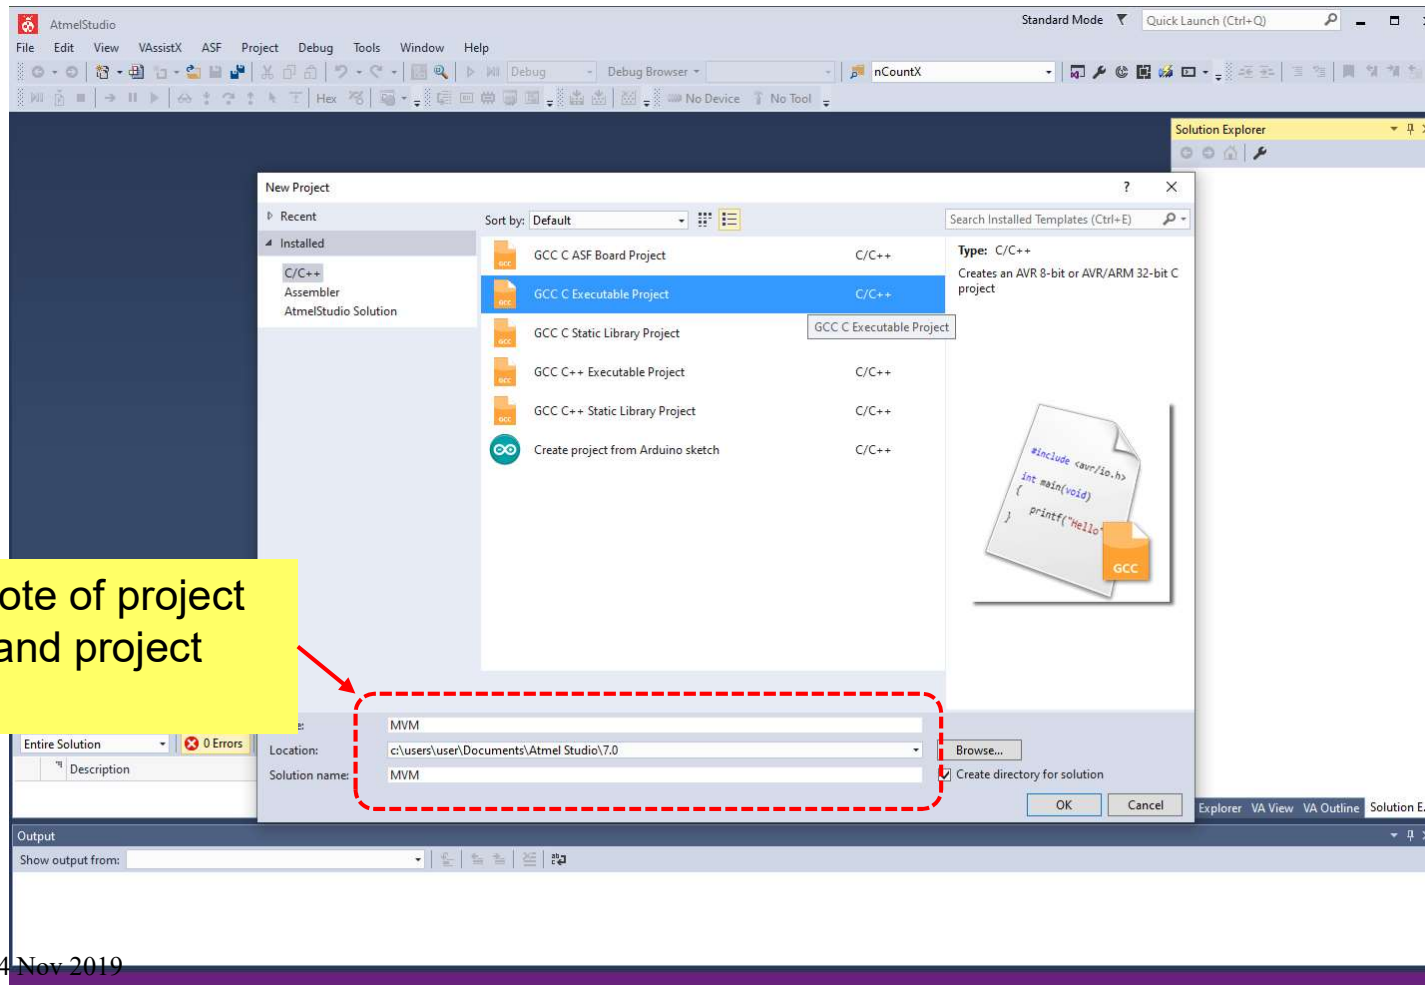 AtmelStudio
Standard Mode
Quick Launch (Ctrl+Q)
File Edit View VAssistX ASF Project Debug Tools Window Help
Debug Debug Browser nCountX
Hex No Device No Tool
Solution Explorer
New Project ?
Recent
Sort by: Default
Search Installed Templates (Ctrl+E)
Installed
C/C++
Assembler
AtmelStudio Solution
GCC C ASF Board Project C/C++
GCC C Executable Project C/C++
GCC C Executable Project
GCC C Static Library Project
GCC C++ Executable Project C/C++
GCC C++ Static Library Project C/C++
Create project from Arduino sketch C/C++
Type: C/C++
Creates an AVR 8-bit or AVR/ARM 32-bit C
project
#include <avr/io.h>
int main(void)
{
printf("Hello"
}
GCC
ote of project
and project
e: MVM
Location: c:\users\user\Documents\Atmel Studio\7.0 Browse...
Solution name: MVM
Create directory for solution
OK Cancel
Entire Solution 0 Errors
Description
Explorer VA View VA Outline Solution E.
Output
Show output from:
4 Nov 2019